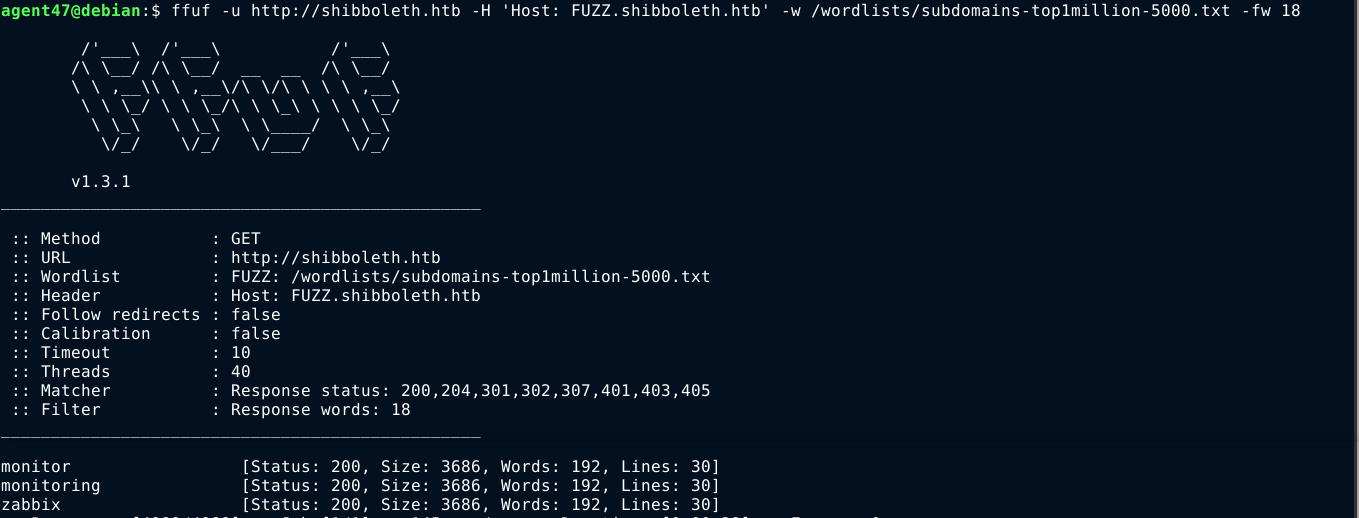 agent47@debian:$ ffuf -u http://shibboleth.htb -H 'Host: FUZZ.shibboleth.htb' -w /wordlists/subdomains-top1million-5000.txt -fw 18
v1.3.1
:: Method : GET
:: URL : http://shibboleth.htb
:: Wordlist : FUZZ: /wordlists/subdomains-top1million-5000.txt
:: Header : Host: FUZZ.shibboleth.htb
:: Follow redirects : false
:: Calibration : false
:: Timeout : 10
:: Threads : 40
:: Matcher : Response status: 200,204,301,302,307,401,403,405
:: Filter : Response words: 18
monitor [Status: 200, Size: 3686, Words: 192, Lines: 30]
monitoring [Status: 200, Size: 3686, Words: 192, Lines: 30]
zabbix [Status: 200, Size: 3686, Words: 192, Lines: 30]